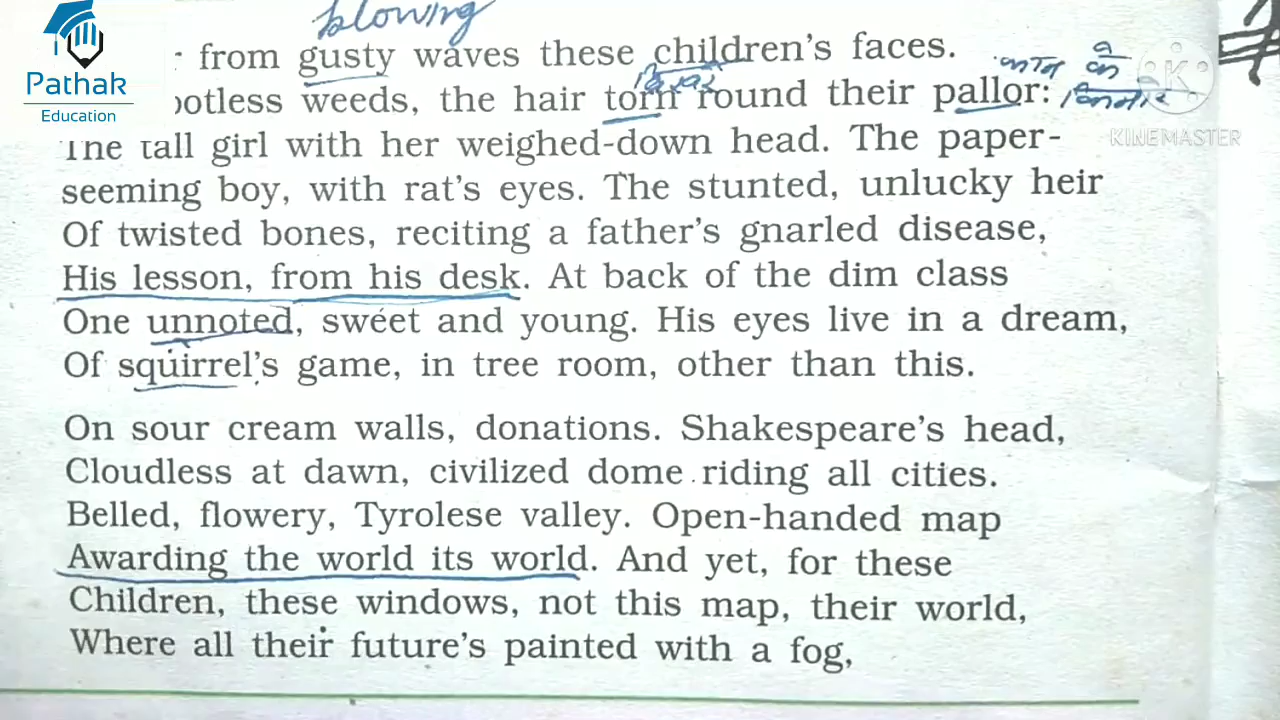 blowing
Pathak
Education
from gusty waves these children's faces.
ootless weeds, the hair torn round their pallor:
KINEMASTER
The tall girl with her weighed-down head. The paper-
seeming boy, with rat's eyes. The stunted, unlucky heir
Of twisted bones, reciting a father's gnarled disease,
His lesson, from his desk. At back of the dim class
One unnoted, sweet and young. His eyes live in a dream,
Of squirrel's game, in tree room, other than this.
On sour cream walls, donations. Shakespeare's head,
Cloudless at dawn, civilized dome riding all cities.
Belled, flowery, Tyrolese valley. Open-handed map
Awarding the world its world. And yet, for these
Children, these windows, not this map, their world,
Where all their future's painted with a fog,